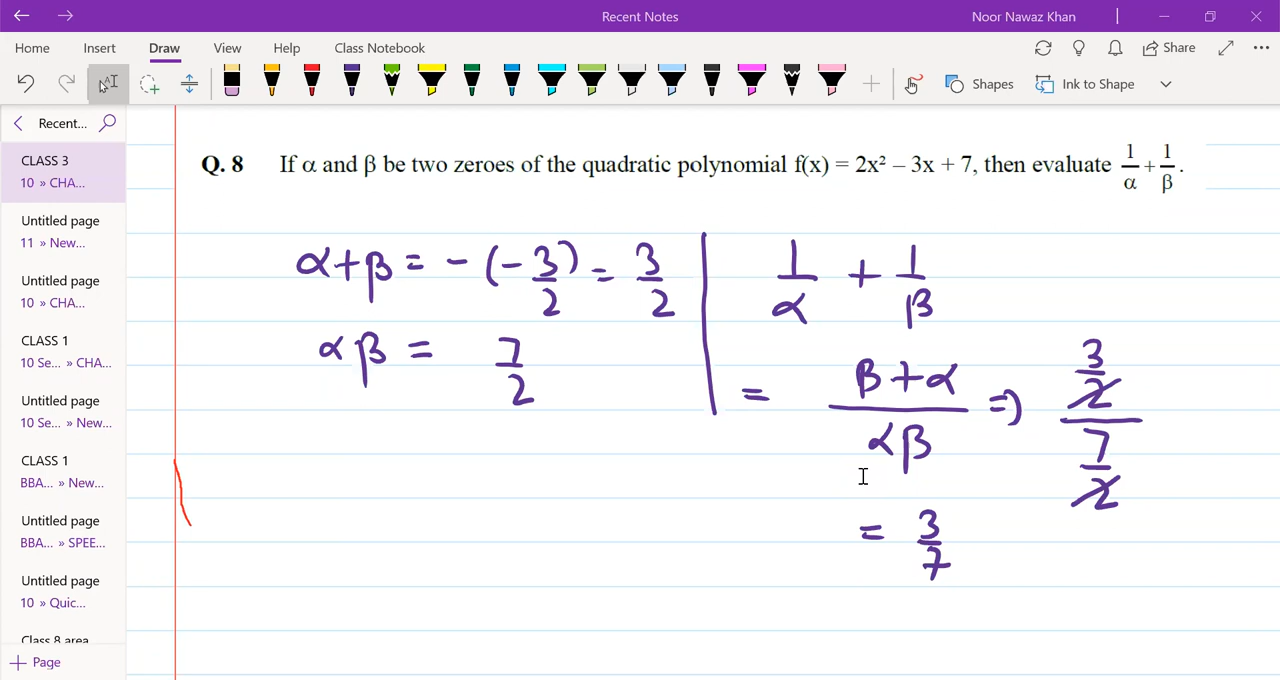 Recent Notes
Noor Nawaz Khan
Home Insert Draw View Help Class Notebook Share
Shapes Ink to Shape
Recent...
CLASS 3
10 » CHA...
Untitled page
11 » New...
Untitled page
10 » CHA...
CLASS 1
10 Se... » CHA...
Untitled page
10 Se... » New...
CLASS 1
BBA... » New...
Untitled page
BBA... » SPEE...
Untitled page
10 » Quic...
Class 8 area
+ Page
Q. 8 If α and β be two zeroes of the quadratic polynomial f(x) = 2x² – 3x + 7, then evaluate 1/α + 1/β.
α+β = -(-3/2) = 3/2
αβ = 7/2
1/α + 1/β
= β+α/αβ => 3/2/7/2
= 3/7